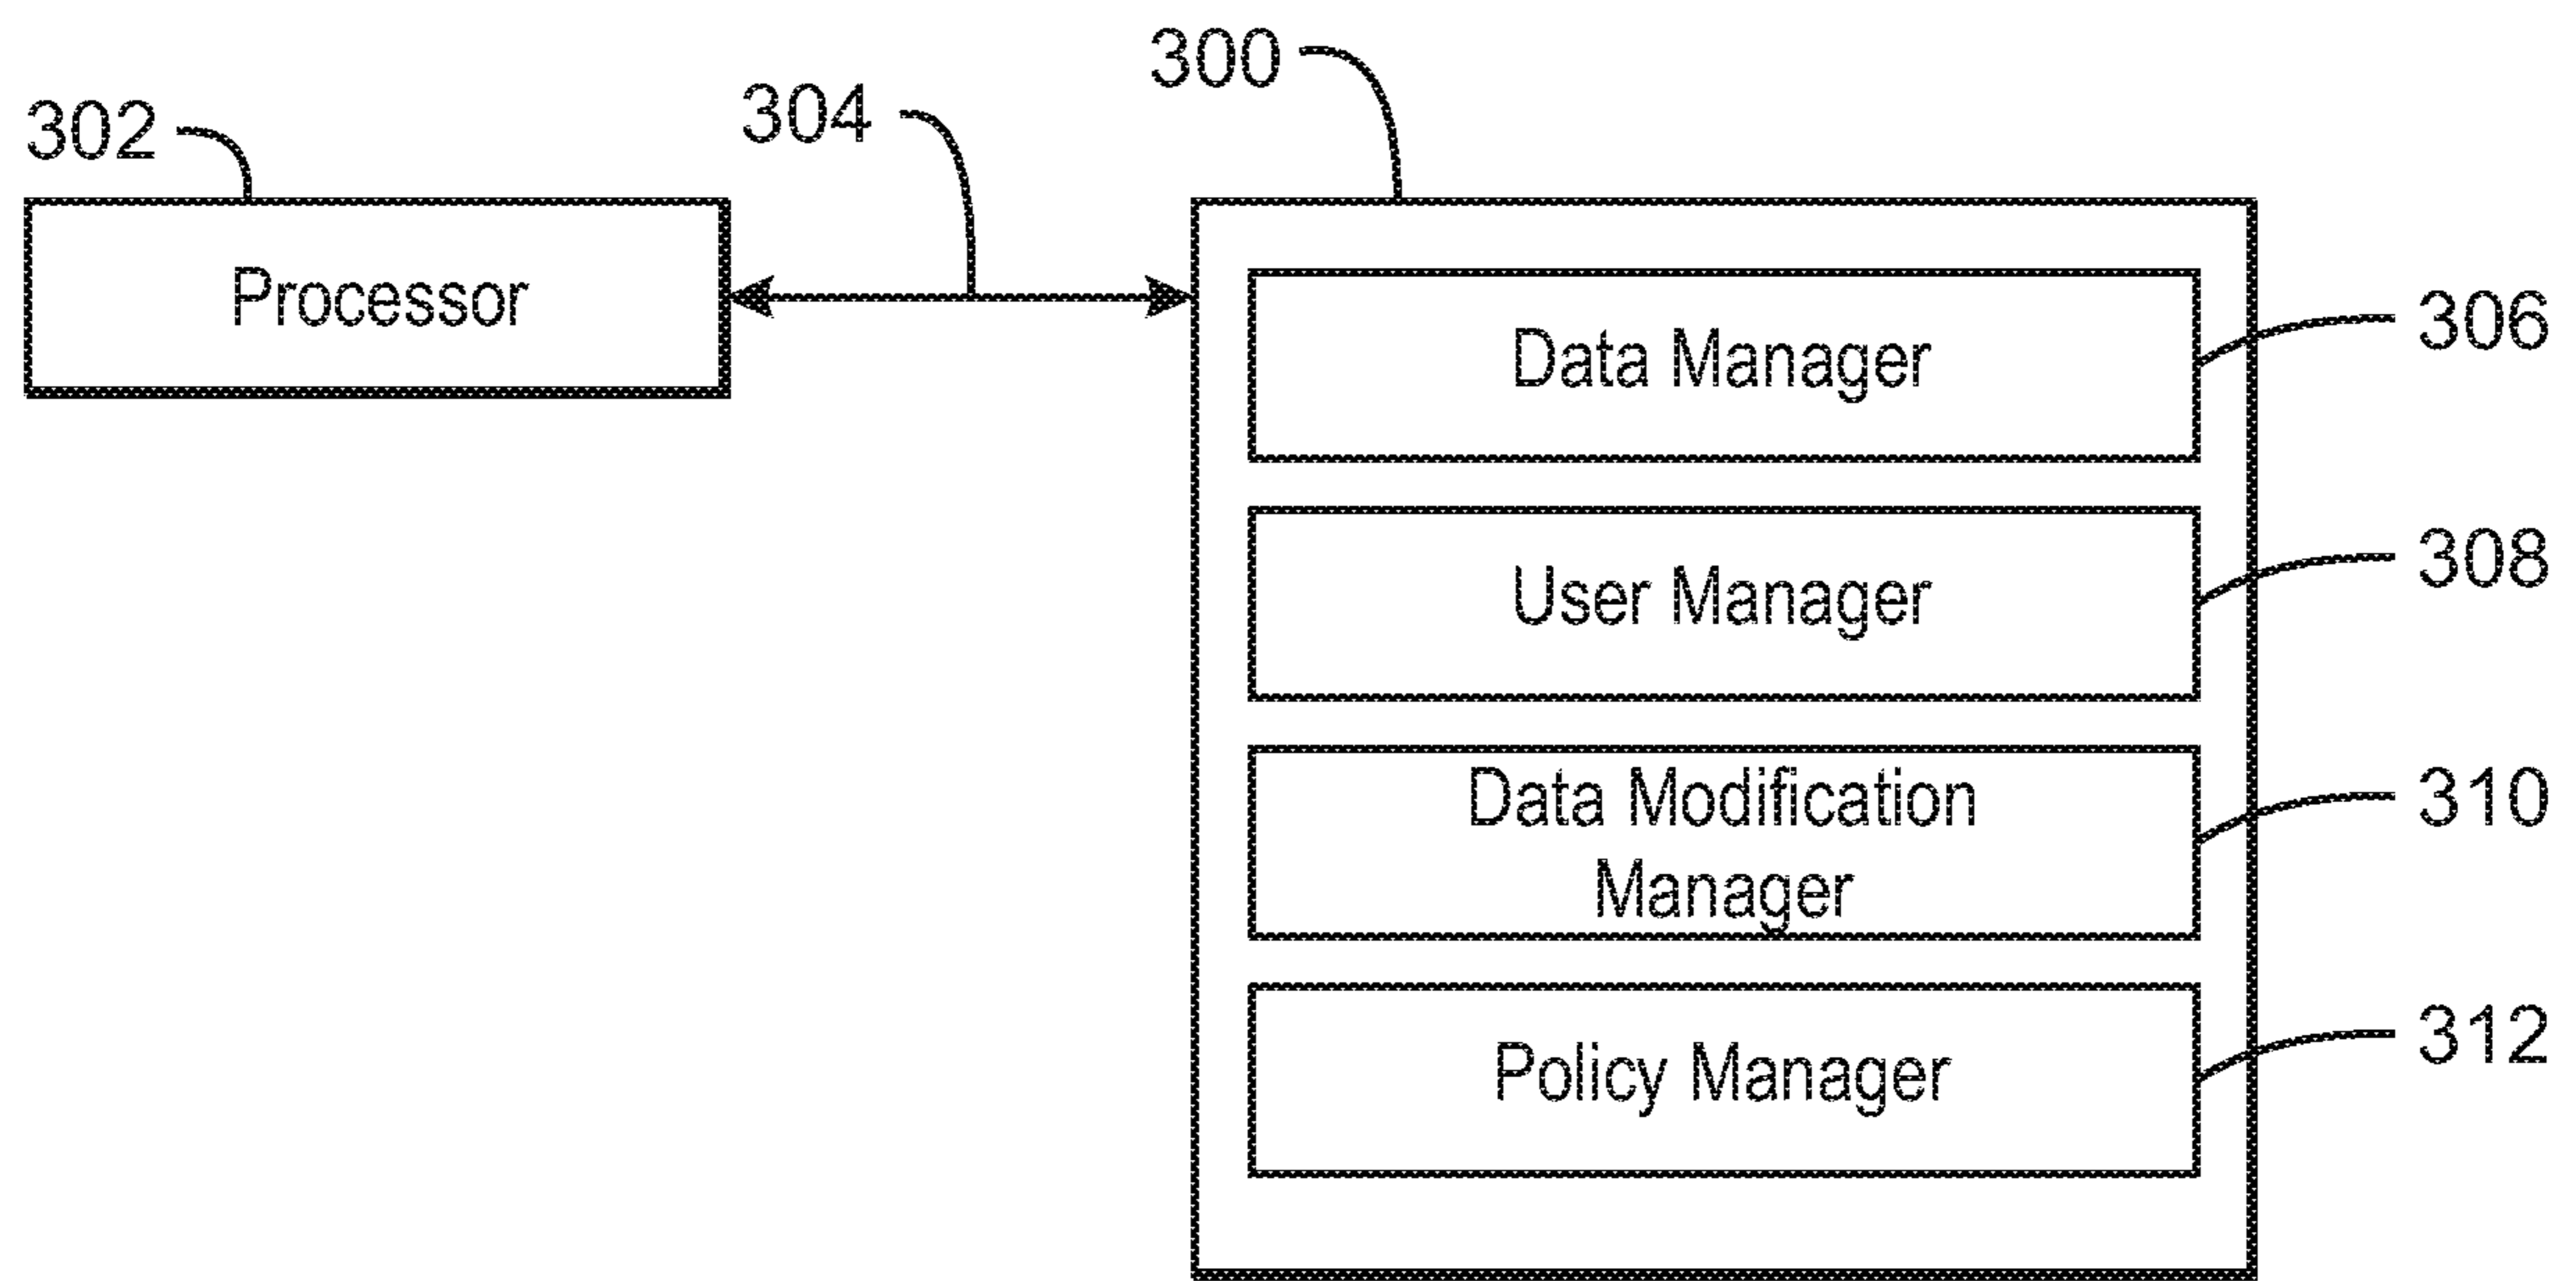 300
304
302
Processor
Data Manager
306
User Manager
308
Data Modification
Manager
310
Policy Manager
312